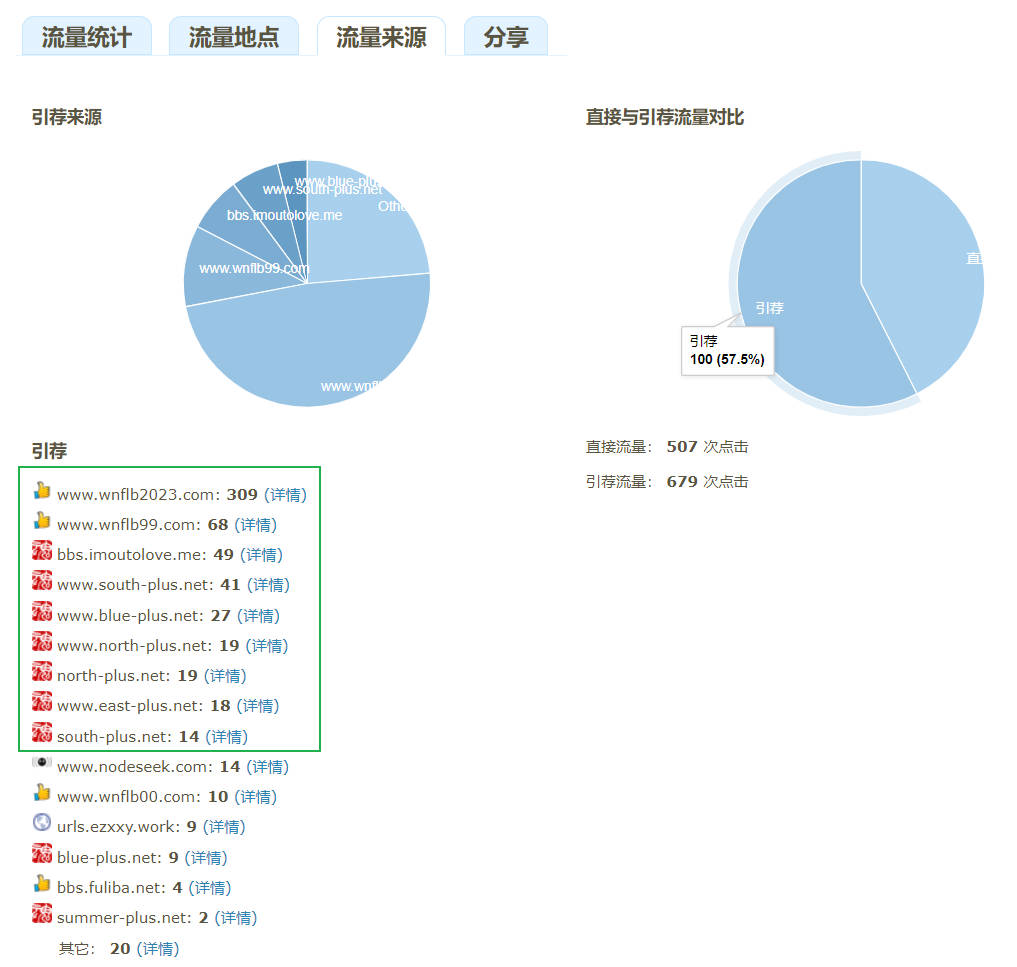 流量统计 流量地点 流量来源 分享
引荐来源
www.blue-plu
www.south-plus.net
Othe
bbs.imoutolove.me
www.wnflb99.com
www.wnfl
直接与引荐流量对比
直
引荐
引荐
100 (57.5%)
直接流量： 507 次点击
引荐流量： 679 次点击
引荐
www.wnflb2023.com: 309 (详情)
www.wnflb99.com: 68 (详情)
bbs.imoutolove.me: 49 (详情)
www.south-plus.net: 41 (详情)
www.blue-plus.net: 27 (详情)
www.north-plus.net: 19 (详情)
north-plus.net: 19 (详情)
www.east-plus.net: 18 (详情)
south-plus.net: 14 (详情)
www.nodeseek.com: 14 (详情)
www.wnflb00.com: 10 (详情)
urls.ezxxy.work: 9 (详情)
blue-plus.net: 9 (详情)
bbs.fuliba.net: 4 (详情)
summer-plus.net: 2 (详情)
其它： 20 (详情)